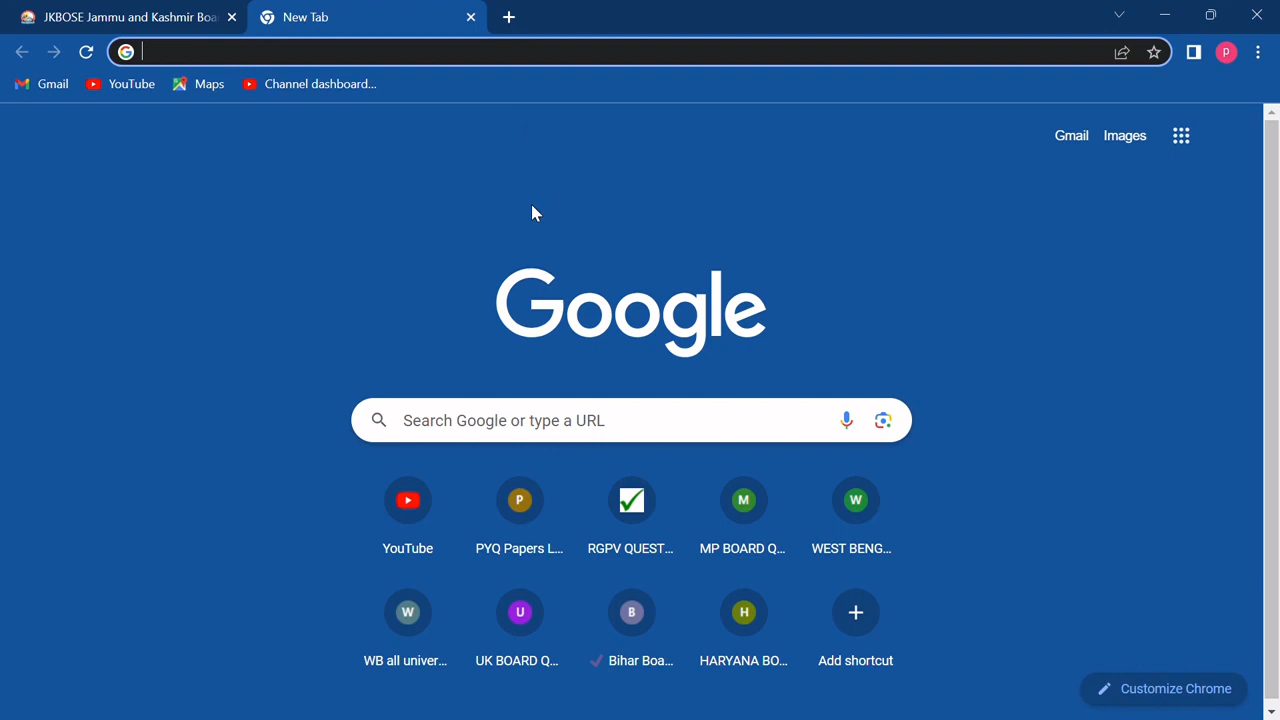 JKBOSE Jammu and Kashmir Boa
New Tab
P
Gmail
YouTube
Maps
Channel dashboard...
Gmail
Images
Google
Search Google or type a URL
P
M
W
YouTube
PYQ Papers L...
RGPV QUEST...
MP BOARD Q...
WEST BENG...
W
U
B
H
WB all univer...
UK BOARD Q...
Bihar Boa...
HARYANA BO...
Add shortcut
Customize Chrome